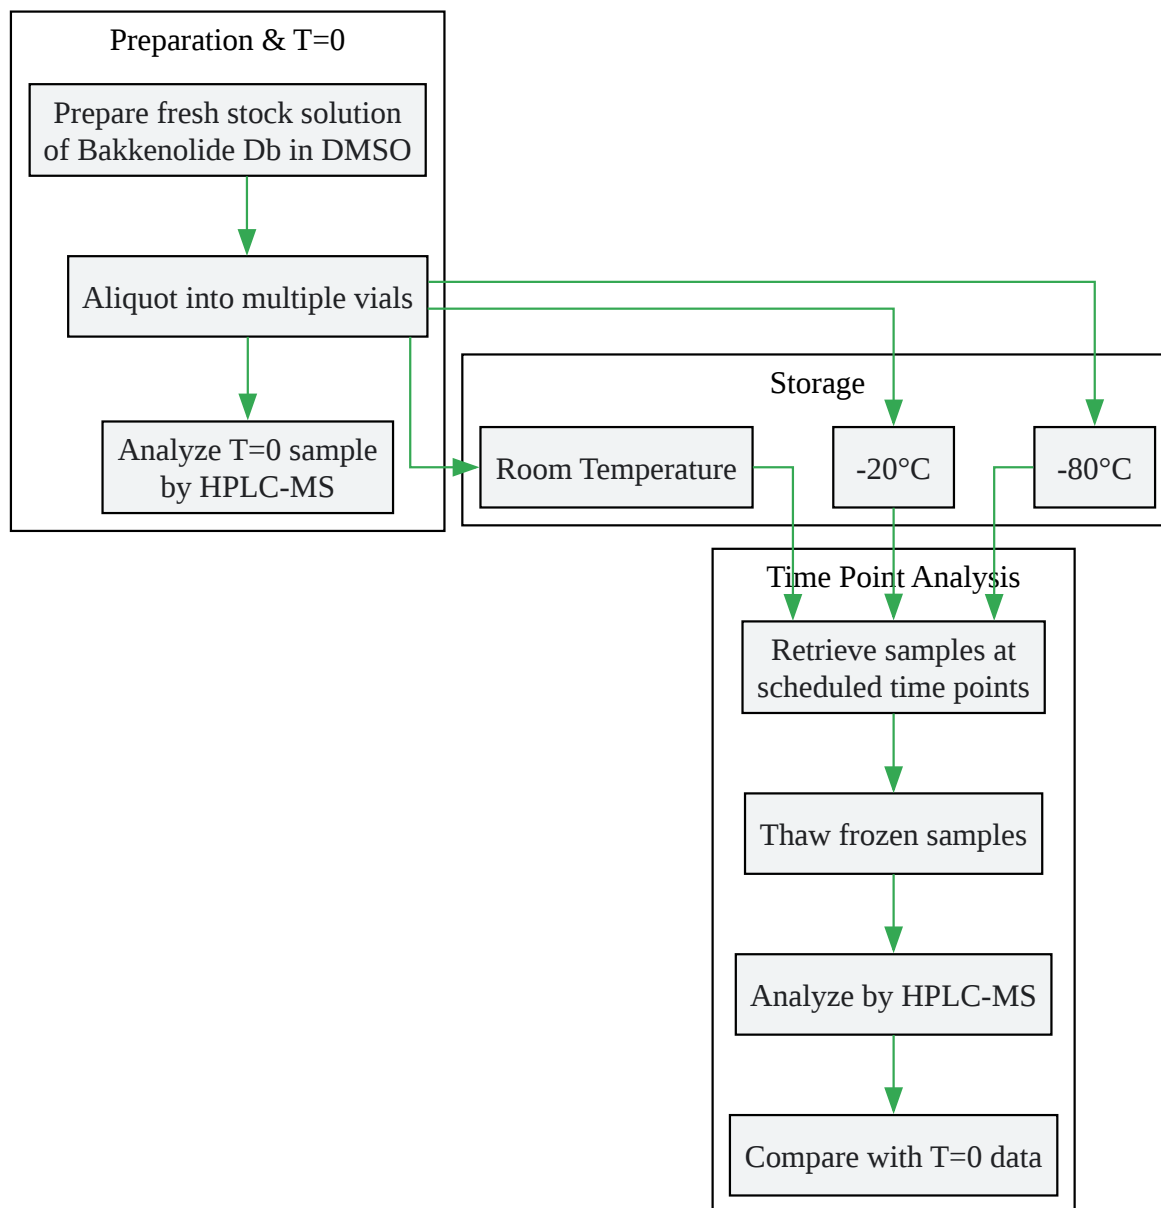 Preparation & T=0
Prepare fresh stock solution
of Bakkenolide Db in DMSO
Aliquot into multiple vials
Analyze T=0 sample
by HPLC-MS
Storage
Room Temperature
-20°C
-80°C
Time Point Analysis
Retrieve samples at
scheduled time points
Thaw frozen samples
Analyze by HPLC-MS
Compare with T=0 data